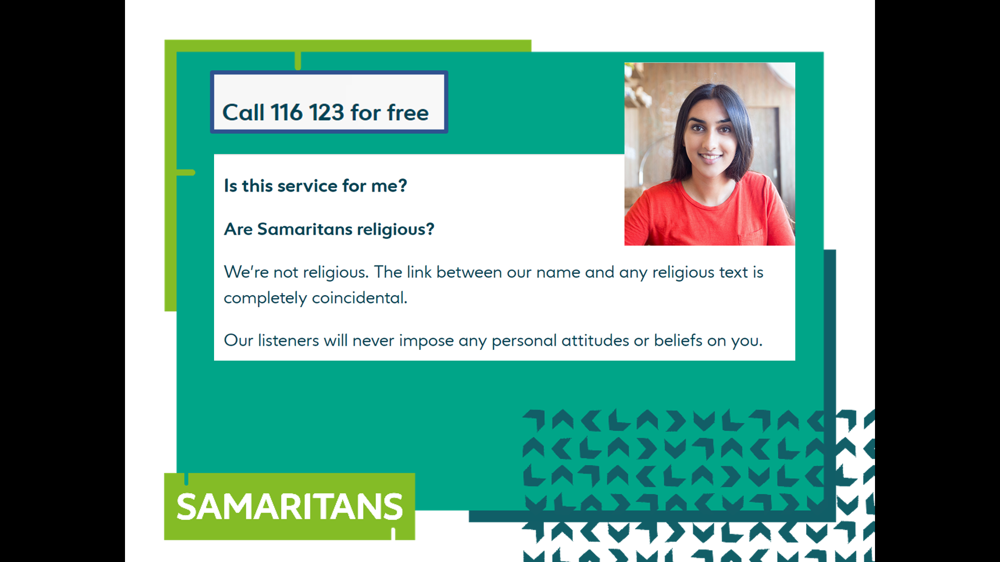 Call 116 123 for free
Is this service for me?
Are Samaritans religious?
We're not religious. The link between our name and any religious text is
completely coincidental.
Our listeners will never impose any personal attitudes or beliefs on you.
SAMARITANS